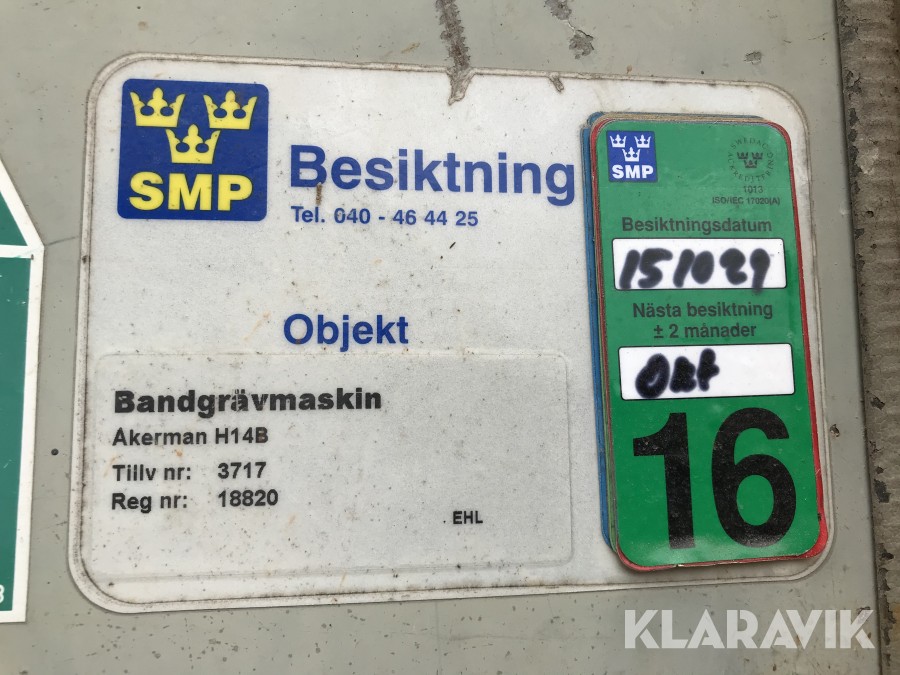 SMP
Besiktning
Tel. 040 - 46 44 25
Objekt
Bandgrävmaskin
Akerman H14B
Tillv nr: 3717
Reg nr: 18820
EHL
SMP
1013
ISO/IEC 17020(A)
Besiktningsdatum
151029
Nästa besiktning
± 2 månader
Okt
16
KLARAVIK